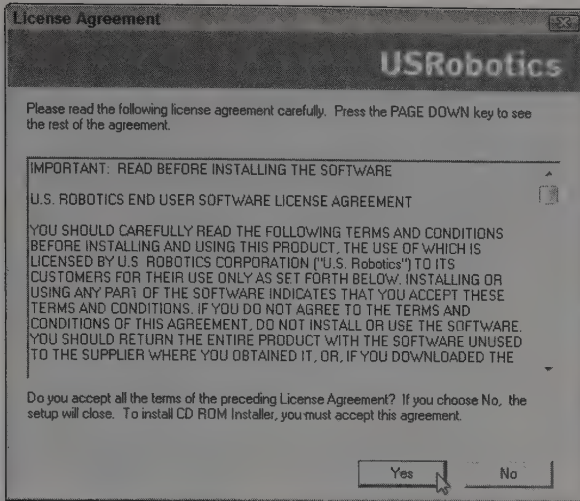 License Agreement
USRobotics
Please read the following license agreement carefully. Press the PAGE DOWN key to see
the rest of the agreement.
IMPORTANT: READ BEFORE INSTALLING THE SOFTWARE
U.S. ROBOTICS END USER SOFTWARE LICENSE AGREEMENT
YOU SHOULD CAREFULLY READ THE FOLLOWING TERMS AND CONDITIONS
BEFORE INSTALLING AND USING THIS PRODUCT, THE USE OF WHICH IS
LICENSED BY U.S ROBOTICS CORPORATION ("U.S. Robotics") TO ITS
CUSTOMERS FOR THEIR USE ONLY AS SET FORTH BELOW. INSTALLING OR
USING ANY PART OF THE SOFTWARE INDICATES THAT YOU ACCEPT THESE
TERMS AND CONDITIONS. IF YOU DO NOT AGREE TO THE TERMS AND
CONDITIONS OF THIS AGREEMENT, DO NOT INSTALL OR USE THE SOFTWARE.
YOU SHOULD RETURN THE ENTIRE PRODUCT WITH THE SOFTWARE UNUSED
TO THE SUPPLIER WHERE YOU OBTAINED IT, OR, IF YOU DOWNLOADED THE
Do you accept all the terms of the preceding License Agreement? If you choose No, the
setup will close. To install CD ROM Installer, you must accept this agreement.
Yes
No